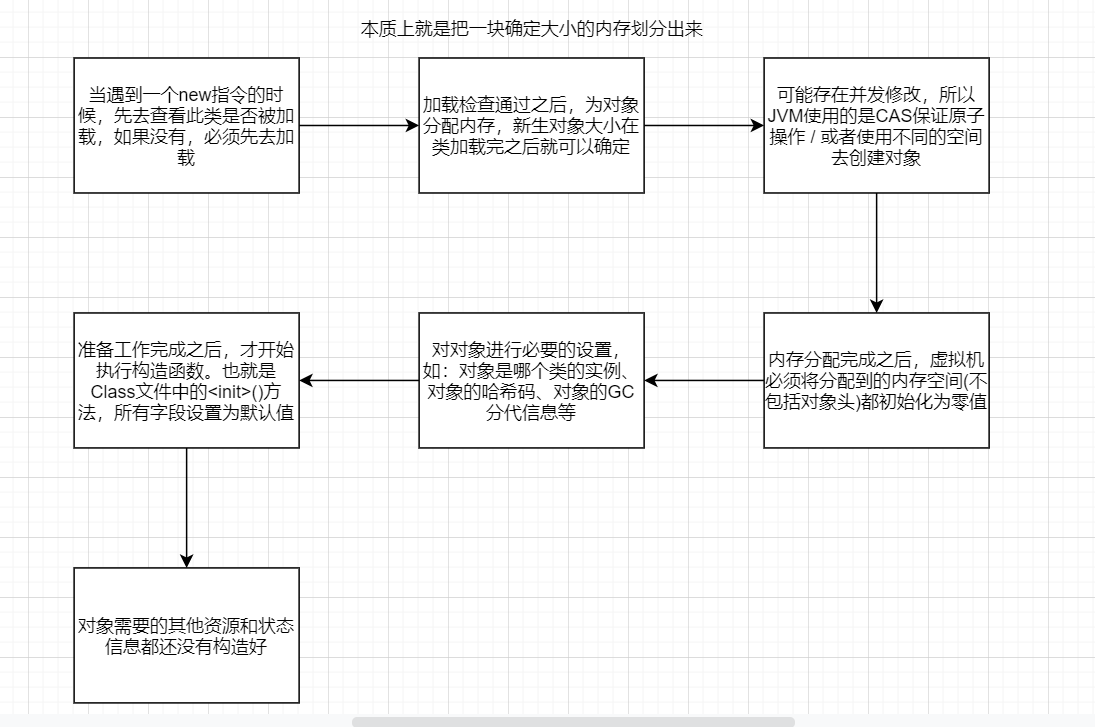 本质上就是把一块确定大小的内存划分出来
当遇到一个new指令的时
候，先去查看此类是否被加
载，如果没有，必须先去加
载
加载检查通过之后，为对象
分配内存，新生对象大小在
类加载完之后就可以确定
可能存在并发修改，所以
JVM使用的是CAS保证原子
操作 / 或者使用不同的空间
去创建对象
内存分配完成之后，虚拟机
必须将分配到的内存空间(不
包括对象头)都初始化为零值
对对象进行必要的设置，
如：对象是哪个类的实例、
对象的哈希码、对象的GC
分代信息等
准备工作完成之后，才开始
执行构造函数。也就是
Class文件中的<init>()方
法，所有字段设置为默认值
对象需要的其他资源和状态
信息都还没有构造好